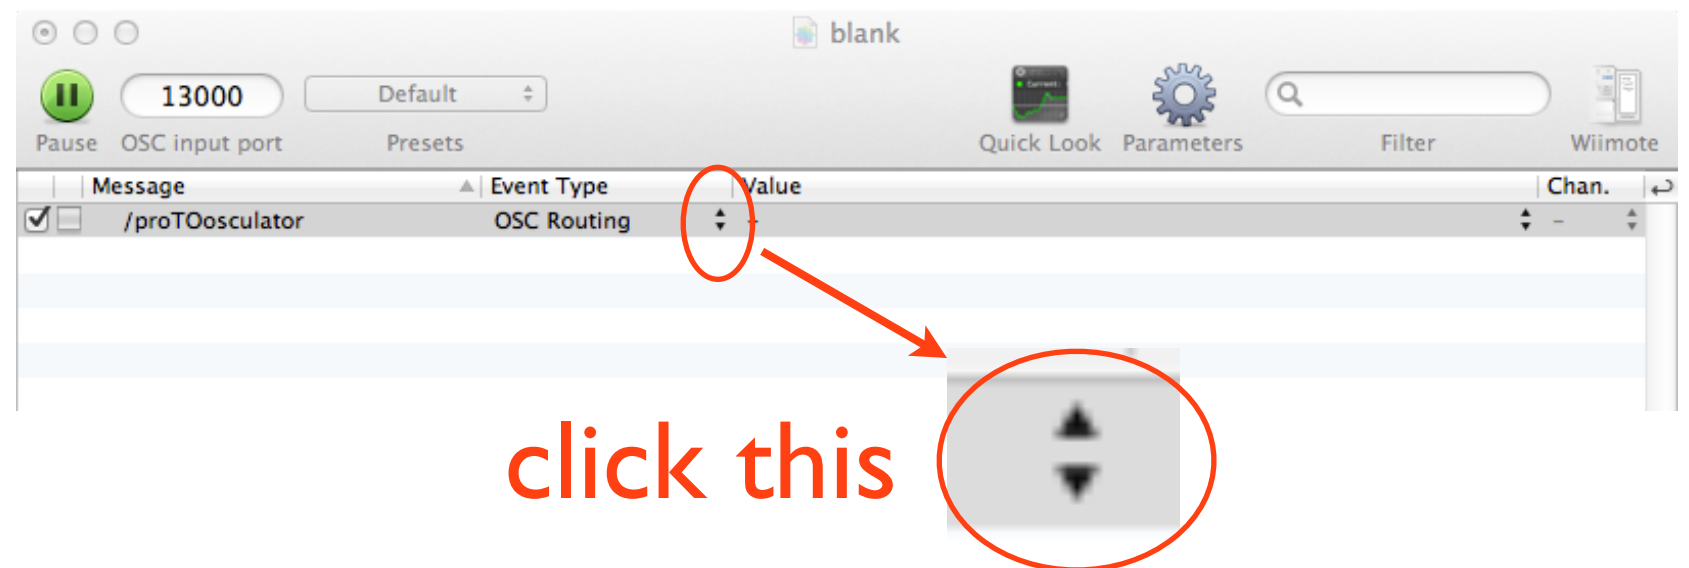 blank
13000 Default
Pause OSC input port Presets Quick Look Parameters Filter Wiimote
Message Event Type Value Chan.
/proTOosculator OSC Routing - -
click this